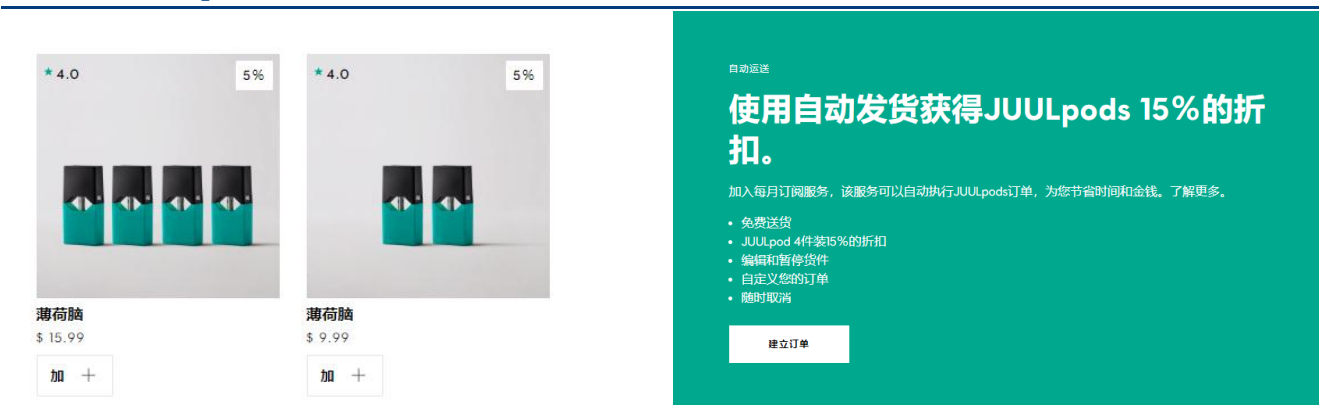 ★ 4.0
5%
★ 4.0
5%
薄荷脑
$ 15.99
加 +
薄荷脑
$ 9.99
加 +
自动运送
使用自动发货获得JUULpods 15%的折
扣。
加入每月订阅服务，该服务可以自动执行JUULpods订单，为您节省时间和金钱。了解更多。
• 免费送货
• JUULpod 4件装15%的折扣
• 编辑和暂停货件
• 自定义您的订单
• 随时取消
建立订单